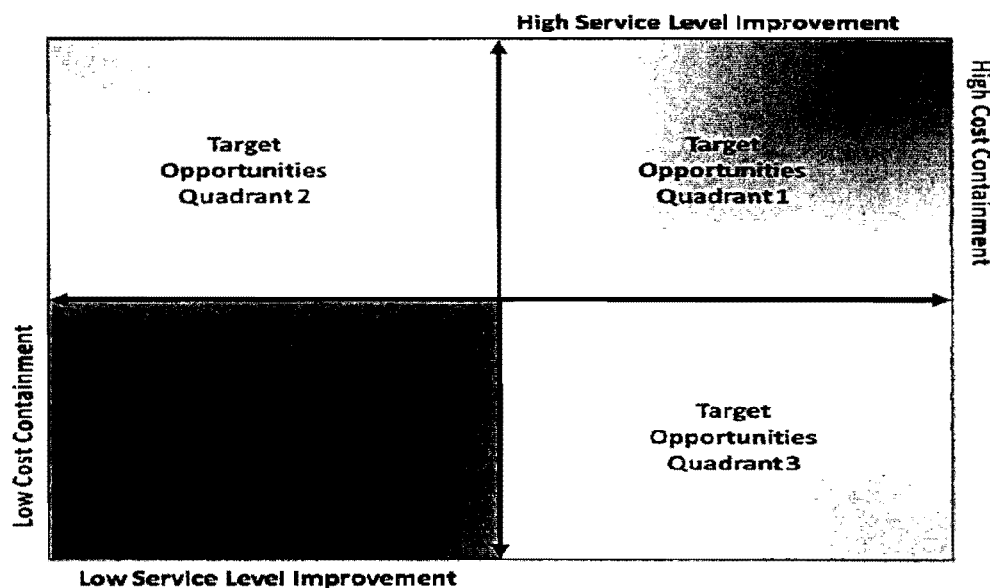 High Service Level Improvement
High Cost Containment
Target
Opportunities
Quadrant 2
Target
Opportunities
Quadrant 1
Low Cost Containment
Target
Opportunities
Quadrant 3
Low Service Level Improvement